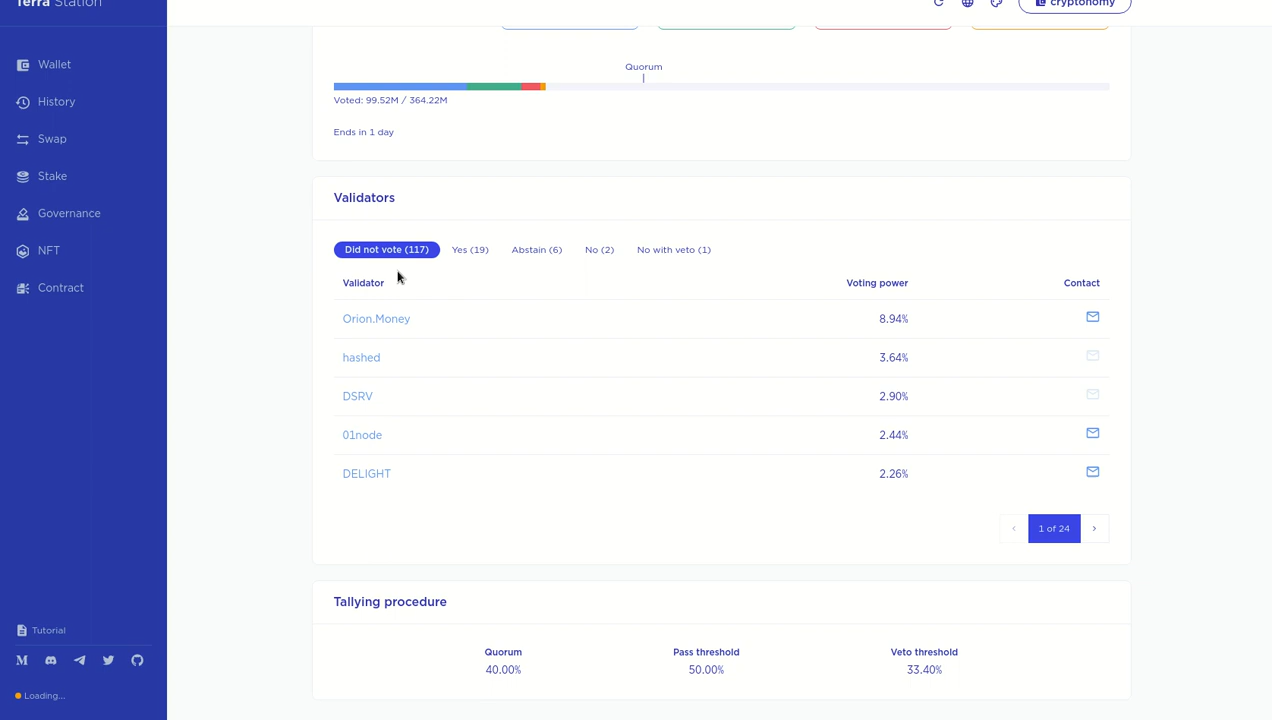 Terra Station
cryptonomy
Wallet
History
Swap
Stake
Governance
NFT
Contract
Tutorial
Loading...
Quorum
Voted: 99.52M / 364.22M
Ends in 1 day
Validators
Did not vote (117) Yes (19) Abstain (6) No (2) No with veto (1)
Validator Voting power Contact
Orion.Money 8.94%
hashed 3.64%
DSRV 2.90%
01node 2.44%
DELIGHT 2.26%
1 of 24
Tallying procedure
Quorum Pass threshold Veto threshold
40.00% 50.00% 33.40%